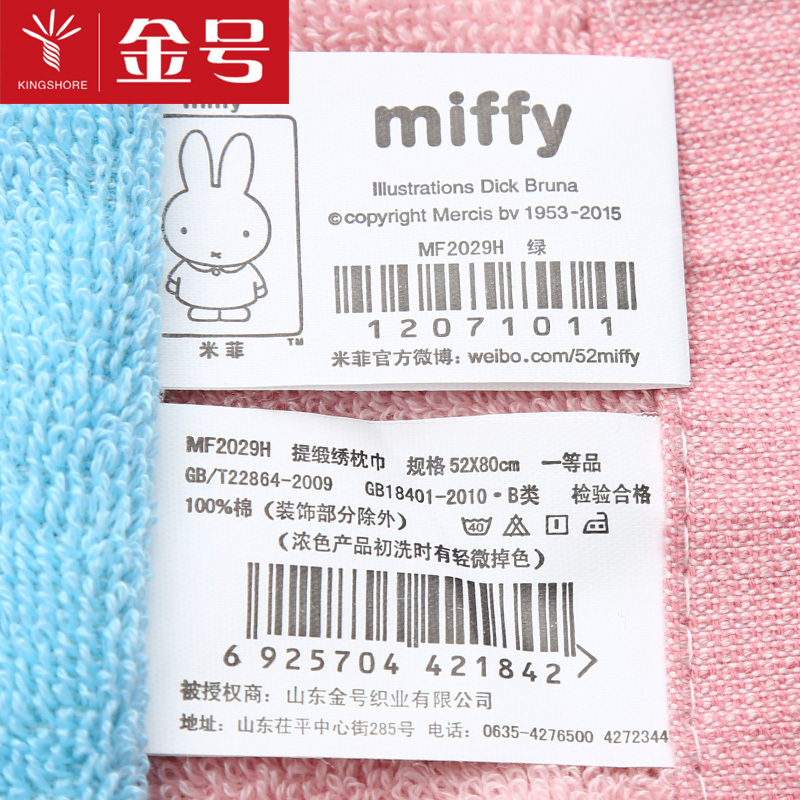 KINGSHORE
金号
miffy
miffy
Illustrations Dick Bruna
©copyright Mercis bv 1953-2015
MF2029H 绿
12071011
米菲 ™
米菲官方微博: weibo.com/52miffy
MF2029H 提缎绣枕巾 规格 52X80cm 一等品
GB/T22864-2009 GB18401-2010·B类 检验合格
100%棉（装饰部分除外） 40
（浓色产品初洗时有轻微掉色）
6 925704 421842 >
被授权商：山东金号织业有限公司
地址：山东茌平中心街285号 电话：0635-4276500 4272344